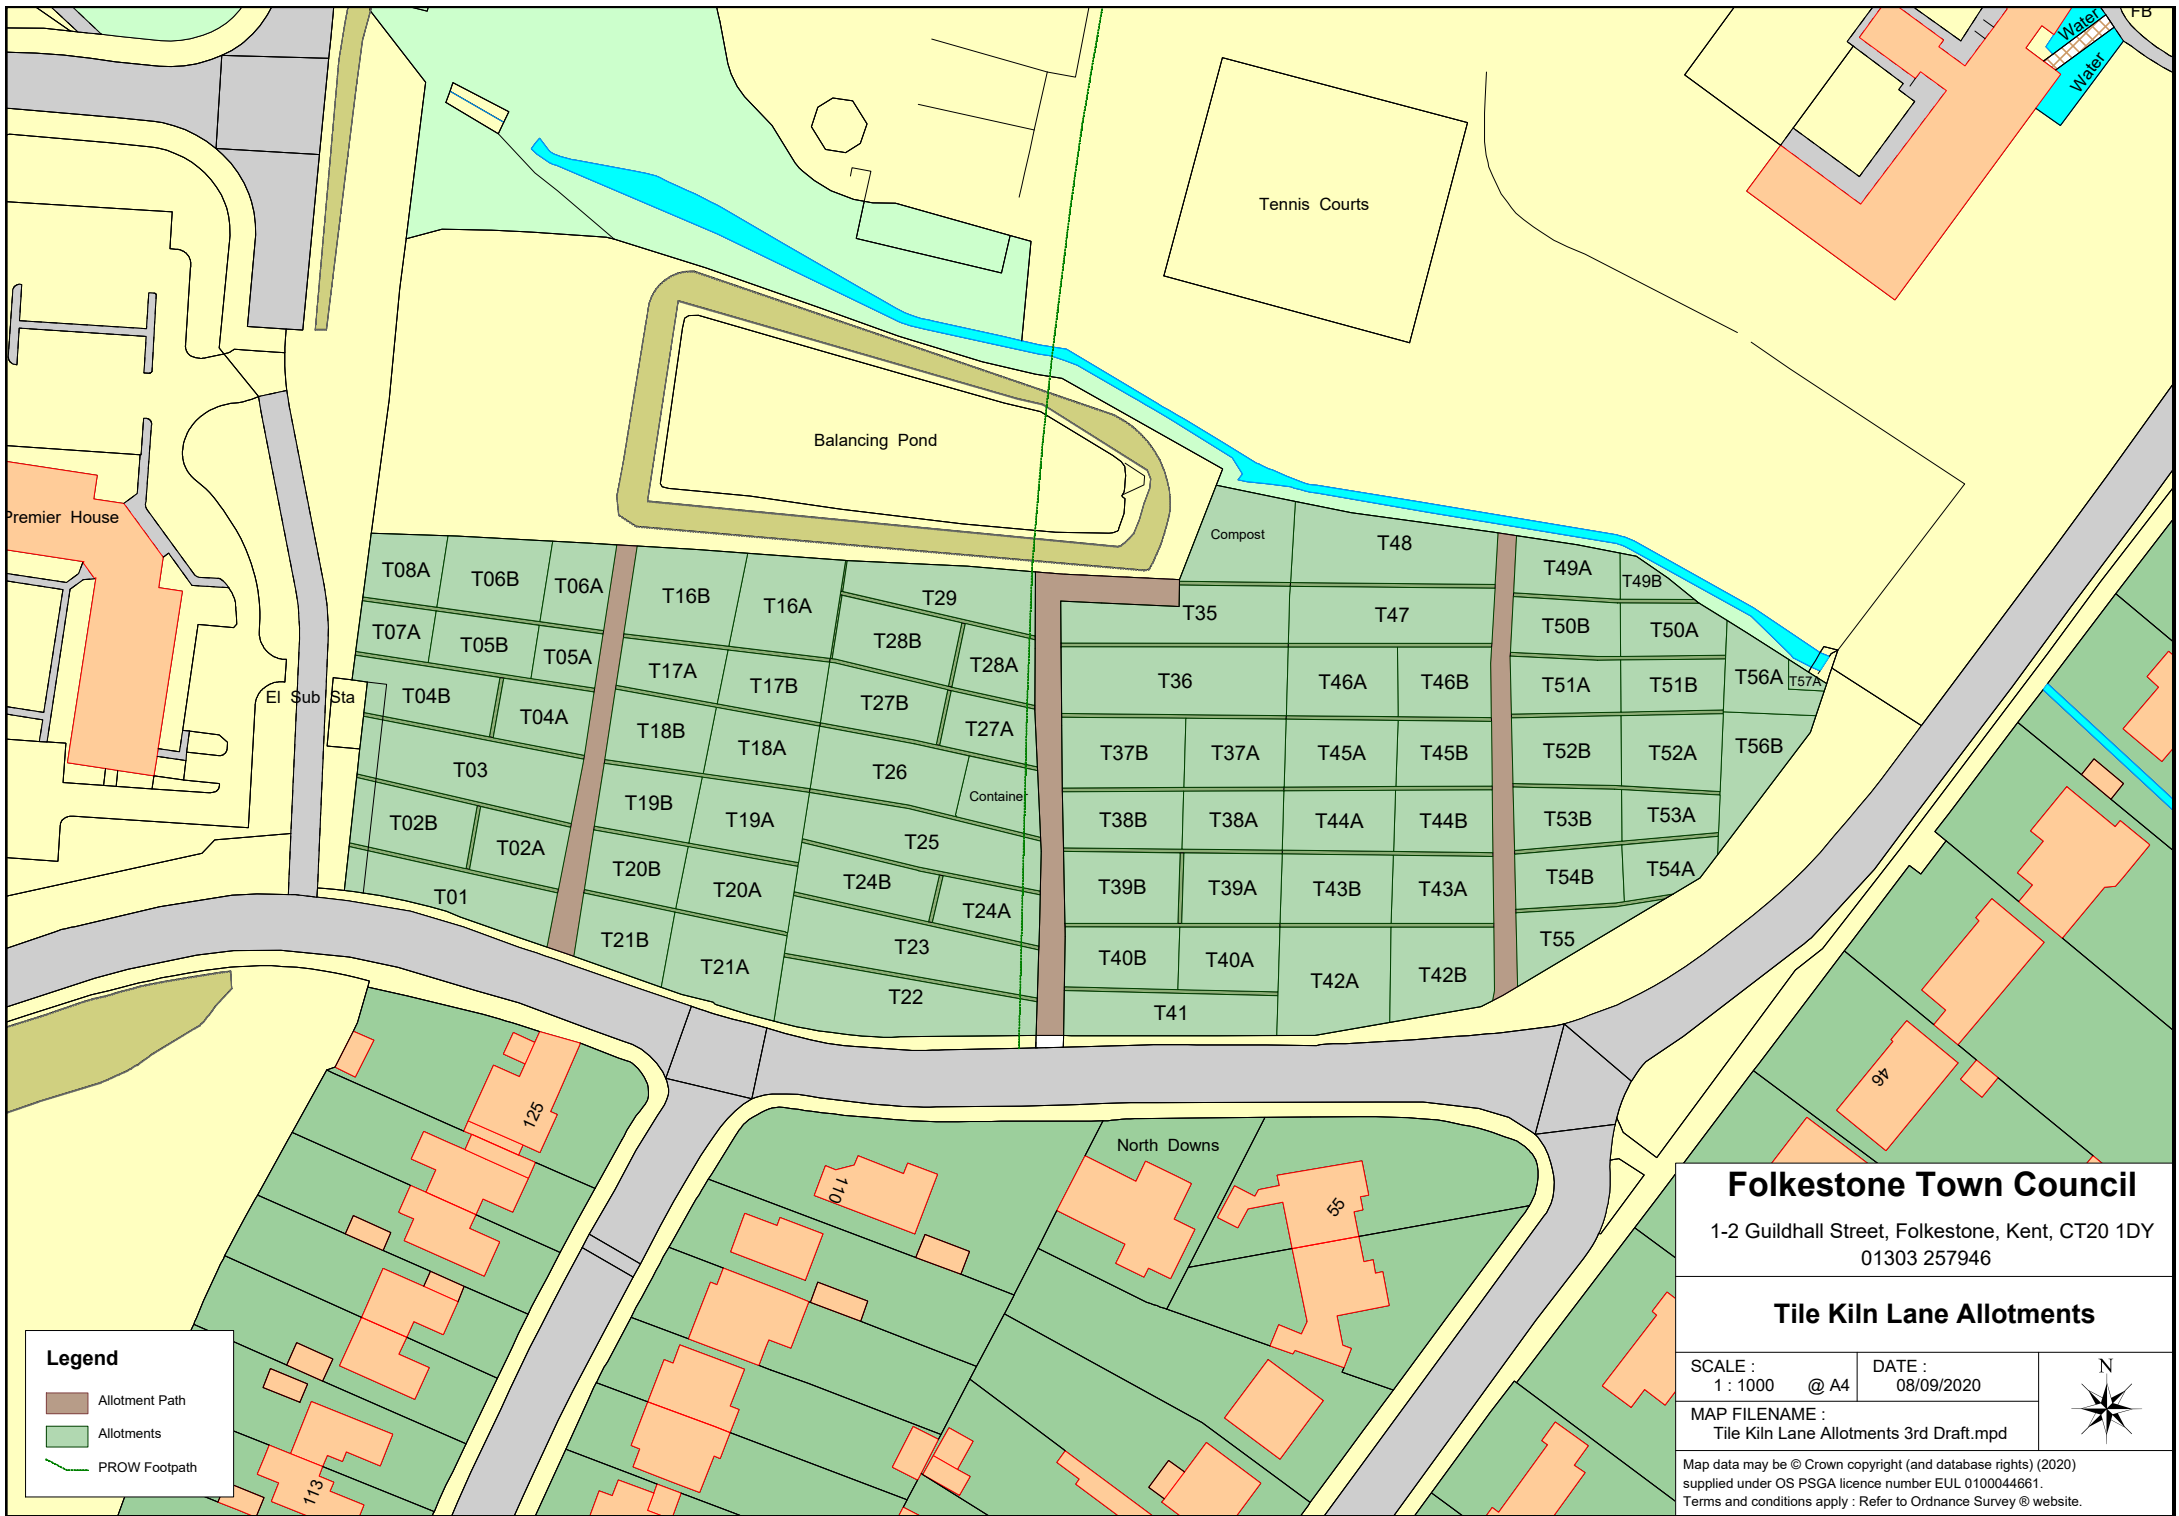 FB
Water
Water
Tennis Courts
Balancing Pond
Premier House
El Sub Sta
Compost
T48
T49A
T49B
T08A
T06B
T06A
T16B
T16A
T29
T35
T47
T50B
T50A
T07A
T05B
T05A
T28B
T28A
T17A
T17B
T36
T46A
T46B
T51A
T51B
T56A
T57A
T04B
T04A
T27B
T27A
T18B
T18A
T37B
T37A
T45A
T45B
T52B
T52A
T56B
T03
T26
Container
T19B
T19A
T38B
T38A
T44A
T44B
T53B
T53A
T02B
T02A
T25
T20B
T20A
T24B
T24A
T39B
T39A
T43B
T43A
T54B
T54A
T01
T21B
T21A
T23
T40B
T40A
T42A
T42B
T55
T22
T41
125
110
North Downs
55
46
113
Legend
Allotment Path
Allotments
PROW Footpath
Folkestone Town Council
1-2 Guildhall Street, Folkestone, Kent, CT20 1DY
01303 257946
Tile Kiln Lane Allotments
SCALE :
1 : 1000 @ A4
DATE :
08/09/2020
N
MAP FILENAME :
Tile Kiln Lane Allotments 3rd Draft.mpd
Map data may be © Crown copyright (and database rights) (2020)
supplied under OS PSGA licence number EUL 0100044661.
Terms and conditions apply : Refer to Ordnance Survey ® website.